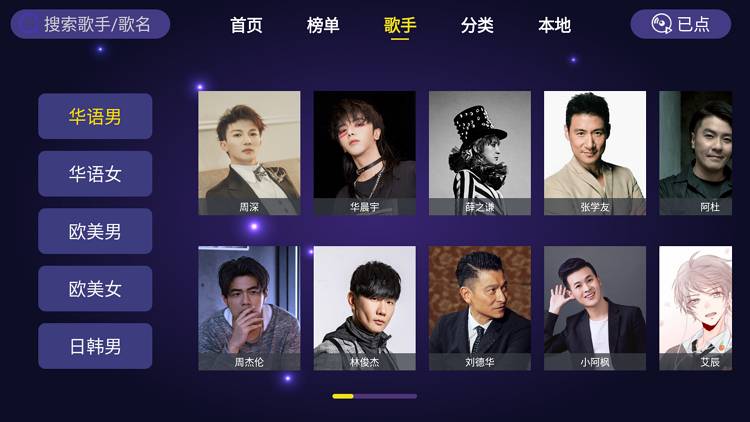 搜索歌手/歌名
首页
榜单
歌手
分类
本地
已点
华语男
华语女
欧美男
欧美女
日韩男
周深
华晨宇
薛之谦
张学友
阿杜
周杰伦
林俊杰
刘德华
小阿枫
艾辰